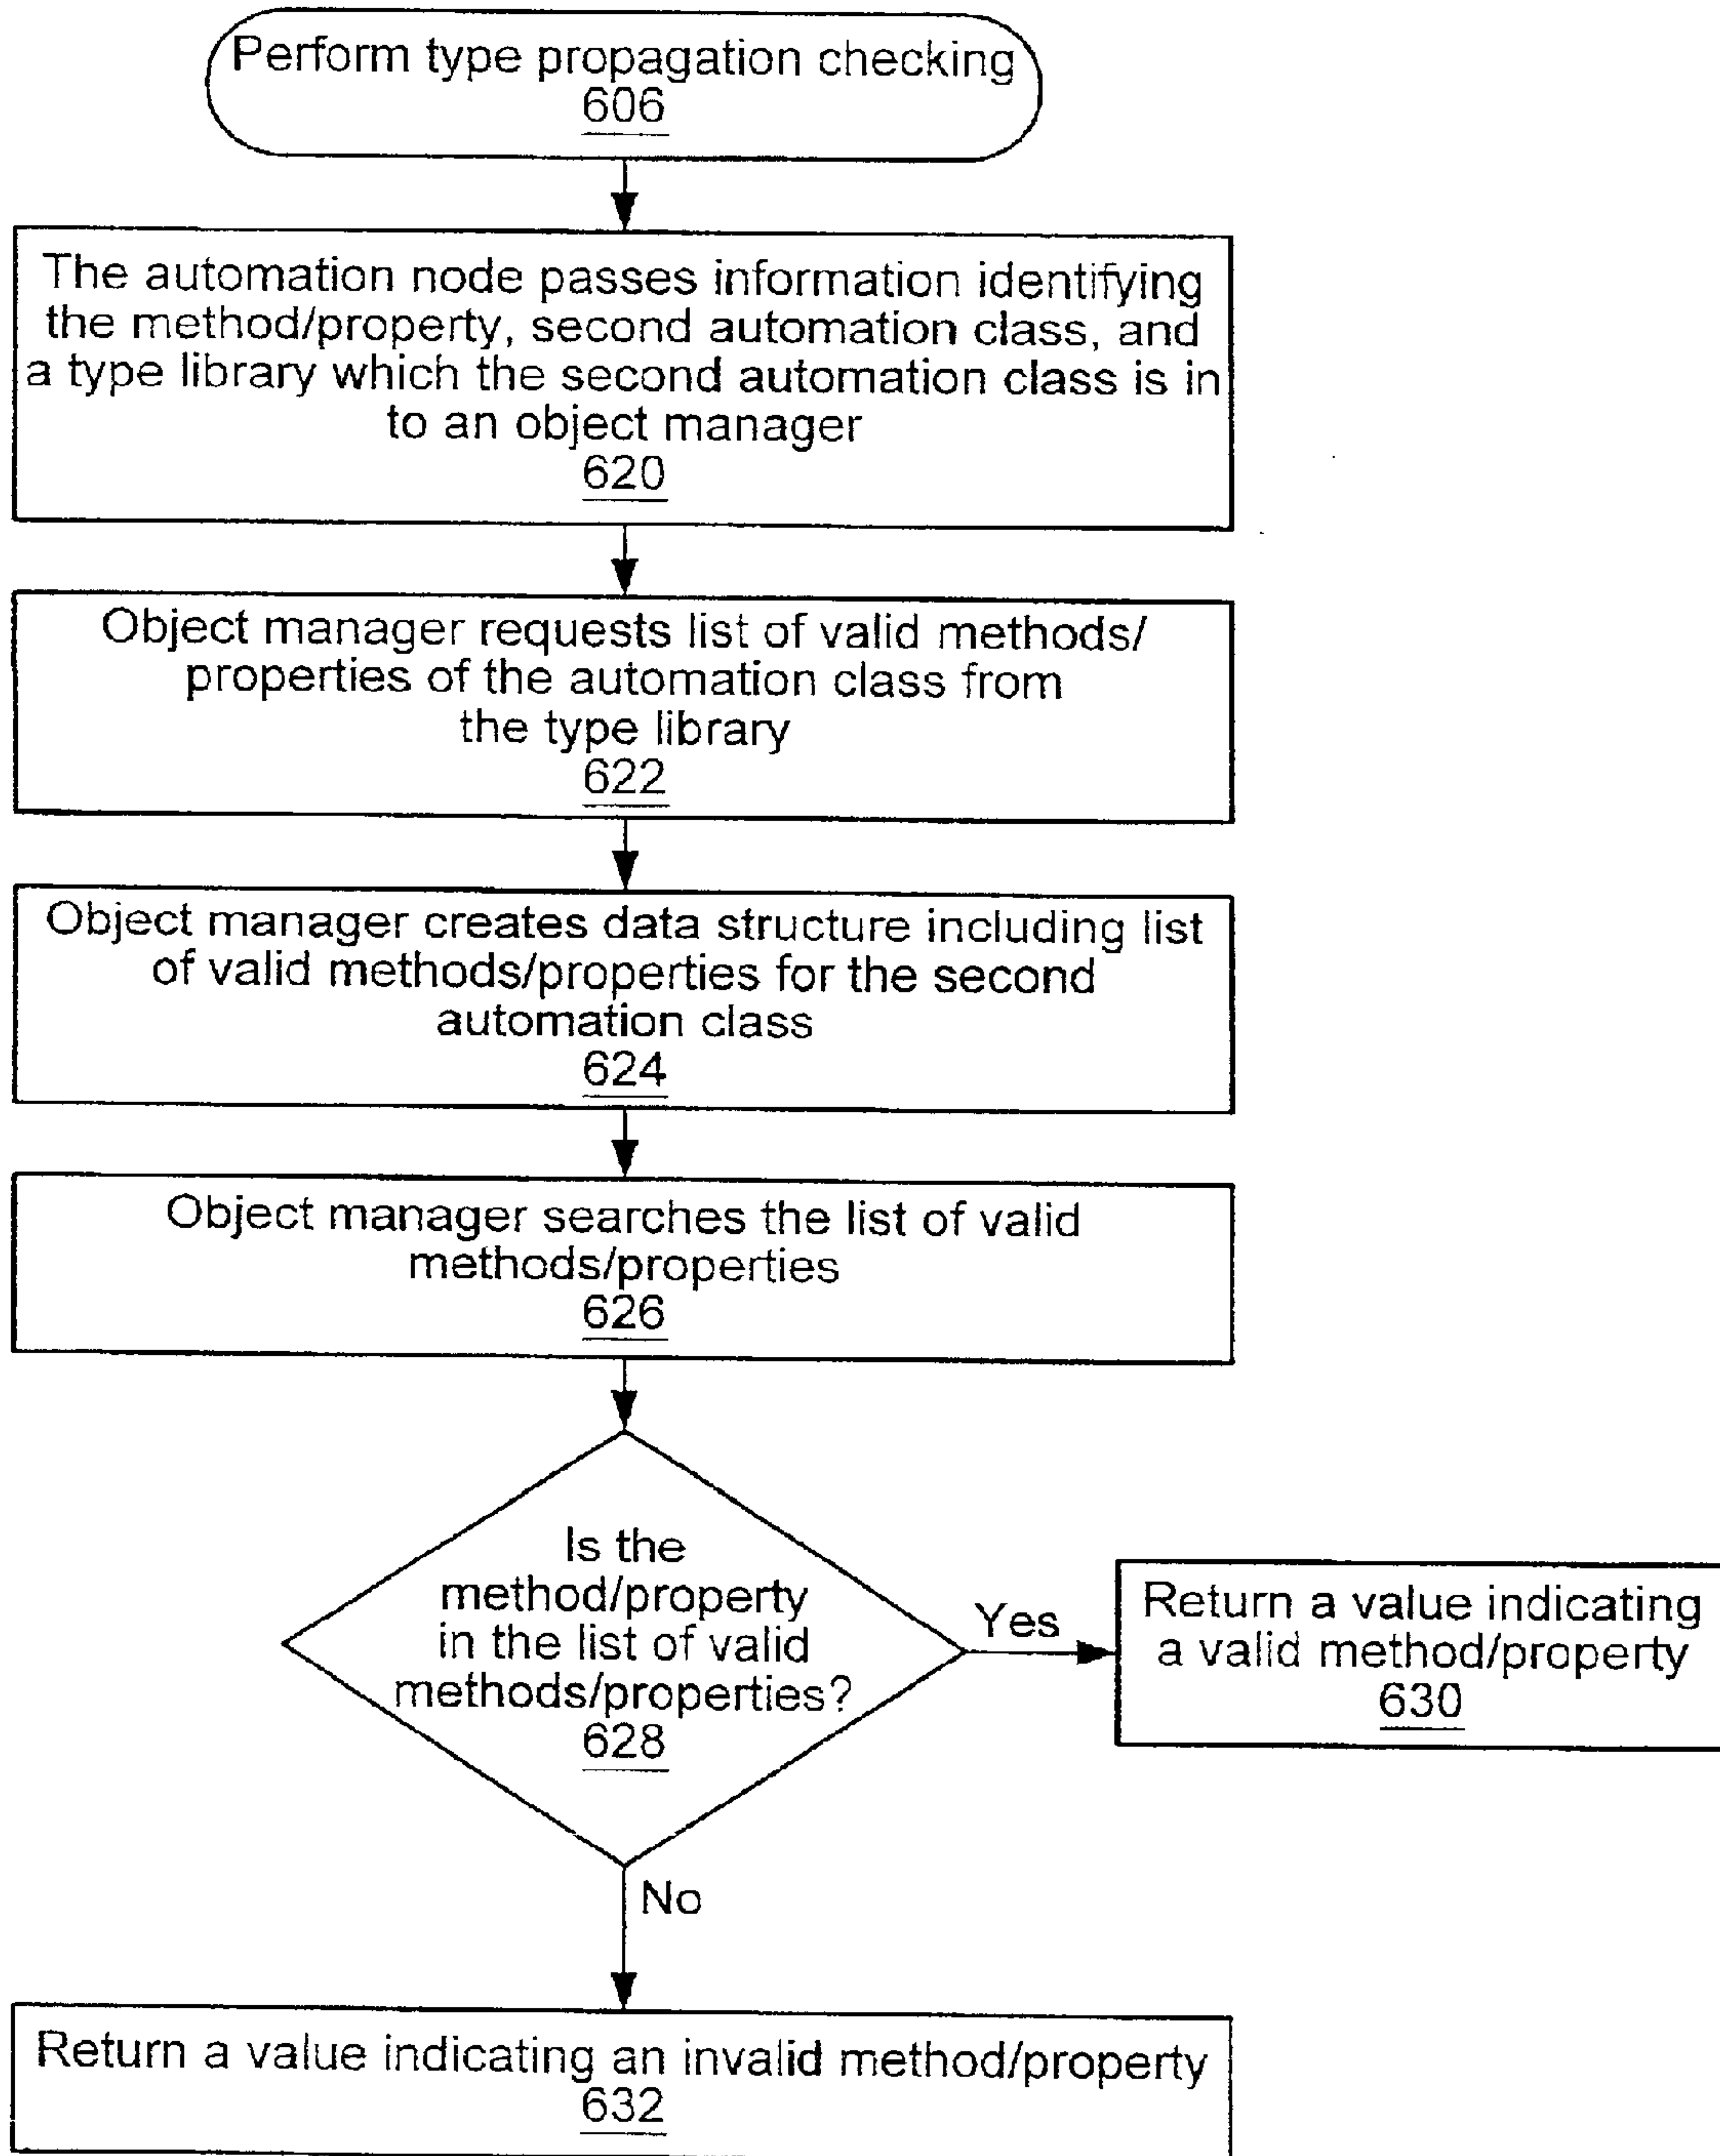 Perform type propagation checking
606
The automation node passes information identifying
the method/property, second automation class, and
a type library which the second automation class is in
to an object manager
620
Object manager requests list of valid methods/
properties of the automation class from
the type library
622
Object manager creates data structure including list
of valid methods/properties for the second
automation class
624
Object manager searches the list of valid
methods/properties
626
Is the
method/property
in the list of valid
methods/properties?
628
Yes
Return a value indicating
a valid method/property
630
No
Return a value indicating an invalid method/property
632